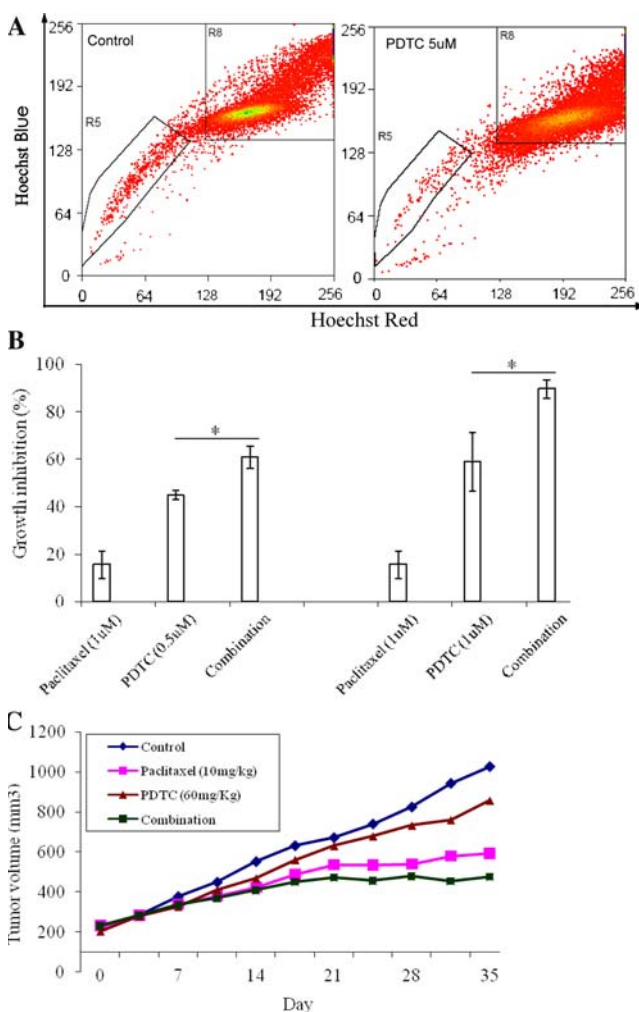 A
Control
R8
R5
256
192
128
64
0
0 64 128 192 256
PDTC 5uM
R8
R5
256
192
128
64
0
0 64 128 192 256
Hoechst Blue
Hoechst Red
B
Growth inhibition (%)
100
80
60
40
20
0
*
*
Paclitaxel (1uM)
PDTC (0.5uM)
Combination
Paclitaxel (1uM)
PDTC (1uM)
Combination
C
Tumor volume (mm3)
1200
1000
800
600
400
200
0
Control
Paclitaxel (10mg/kg)
PDTC (60mg/Kg)
Combination
0 7 14 21 28 35
Day